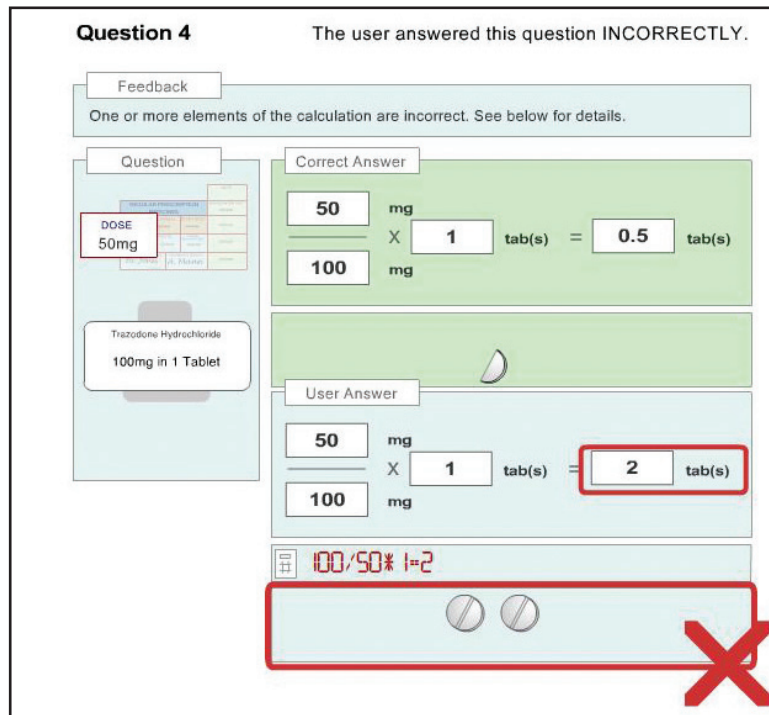 Question 4 The user answered this question INCORRECTLY.
Feedback
One or more elements of the calculation are incorrect. See below for details.
Question
DOSE
50mg
Trazodone Hydrochloride
100mg in 1 Tablet
Correct Answer
50 mg
X 1 tab(s) = 0.5 tab(s)
100 mg
User Answer
50 mg
X 1 tab(s) = 2 tab(s)
100 mg
100/50* 1=2